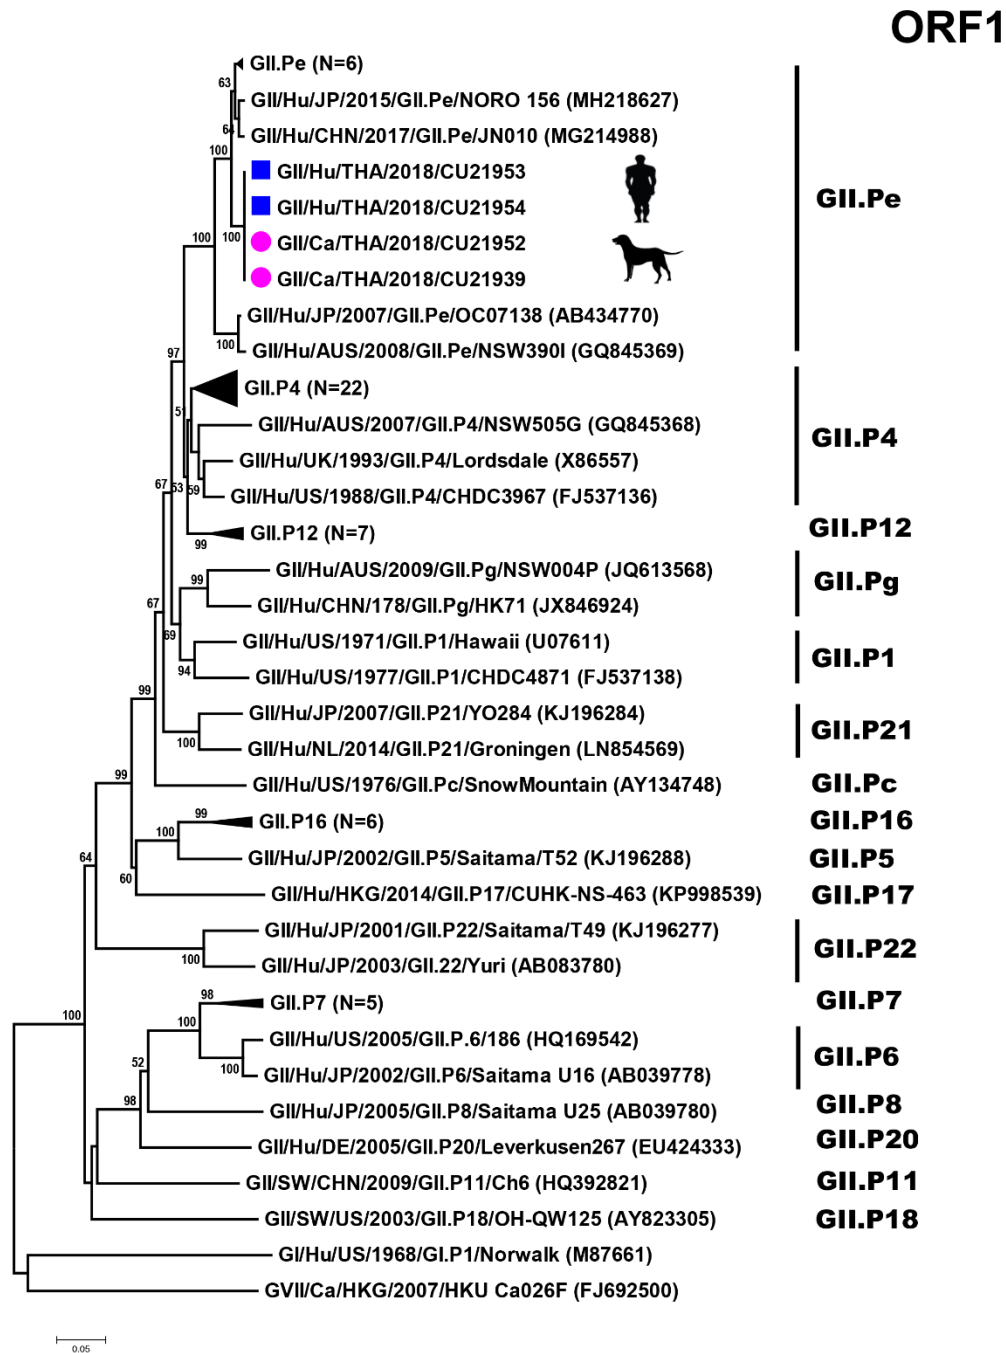 ORF1
63
GII.Pe (N=6)
GII/Hu/JP/2015/GII.Pe/NORO 156 (MH218627)
64
GII/Hu/CHN/2017/GII.Pe/JN010 (MG214988)
100
GII/Hu/THA/2018/CU21953
GII.Pe
GII/Hu/THA/2018/CU21954
100
100
GII/Ca/THA/2018/CU21952
GII/Ca/THA/2018/CU21939
GII/Hu/JP/2007/GII.Pe/OC07138 (AB434770)
100
GII/Hu/AUS/2008/GII.Pe/NSW390I (GQ845369)
97
GII.P4 (N=22)
51
GII/Hu/AUS/2007/GII.P4/NSW505G (GQ845368)
GII.P4
GII/Hu/UK/1993/GII.P4/Lordsdale (X86557)
67
53
59
GII/Hu/US/1988/GII.P4/CHDC3967 (FJ537136)
99
GII.P12 (N=7)
GII.P12
GII/Hu/AUS/2009/GII.Pg/NSW004P (JQ613568)
99
GII.Pg
GII/Hu/CHN/178/GII.Pg/HK71 (JX846924)
67
69
GII/Hu/US/1971/GII.P1/Hawaii (U07611)
GII.P1
94
GII/Hu/US/1977/GII.P1/CHDC4871 (FJ537138)
99
GII/Hu/JP/2007/GII.P21/YO284 (KJ196284)
GII.P21
100
GII/Hu/NL/2014/GII.P21/Groningen (LN854569)
99
GII/Hu/US/1976/GII.Pc/SnowMountain (AY134748)
GII.Pc
99
GII.P16 (N=6)
GII.P16
100
GII/Hu/JP/2002/GII.P5/Saitama/T52 (KJ196288)
GII.P5
64
60
GII/Hu/HKG/2014/GII.P17/CUHK-NS-463 (KP998539)
GII.P17
GII/Hu/JP/2001/GII.P22/Saitama/T49 (KJ196277)
GII.P22
100
GII/Hu/JP/2003/GII.22/Yuri (AB083780)
98
GII.P7 (N=5)
GII.P7
100
100
GII/Hu/US/2005/GII.P.6/186 (HQ169542)
GII.P6
100
GII/Hu/JP/2002/GII.P6/Saitama U16 (AB039778)
52
98
GII/Hu/JP/2005/GII.P8/Saitama U25 (AB039780)
GII.P8
GII/Hu/DE/2005/GII.P20/Leverkusen267 (EU424333)
GII.P20
GII/SW/CHN/2009/GII.P11/Ch6 (HQ392821)
GII.P11
GII/SW/US/2003/GII.P18/OH-QW125 (AY823305)
GII.P18
GI/Hu/US/1968/GI.P1/Norwalk (M87661)
GVII/Ca/HKG/2007/HKU Ca026F (FJ692500)
0.05